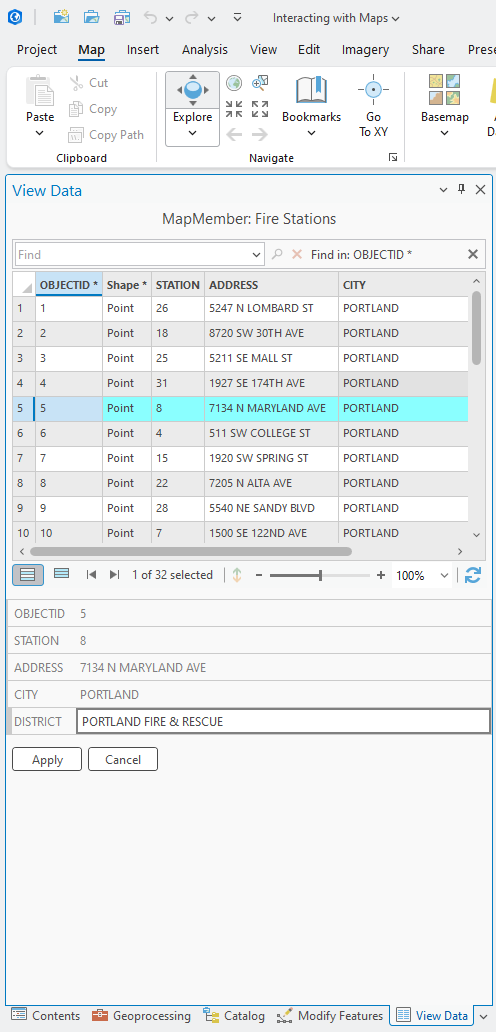 Interacting with Maps
Project Map Insert Analysis View Edit Imagery Share Prese
Paste
Cut
Copy
Copy Path
Clipboard
Explore
Bookmarks
Go
To XY
Navigate
Basemap
View Data
MapMember: Fire Stations
Find
Find in: OBJECTID *
OBJECTID * Shape * STATION ADDRESS CITY
1 1 Point 26 5247 N LOMBARD ST PORTLAND
2 2 Point 18 8720 SW 30TH AVE PORTLAND
3 3 Point 25 5211 SE MALL ST PORTLAND
4 4 Point 31 1927 SE 174TH AVE PORTLAND
5 5 Point 8 7134 N MARYLAND AVE PORTLAND
6 6 Point 4 511 SW COLLEGE ST PORTLAND
7 7 Point 15 1920 SW SPRING ST PORTLAND
8 8 Point 22 7205 N ALTA AVE PORTLAND
9 9 Point 28 5540 NE SANDY BLVD PORTLAND
10 10 Point 7 1500 SE 122ND AVE PORTLAND
1 of 32 selected
100%
OBJECTID 5
STATION 8
ADDRESS 7134 N MARYLAND AVE
CITY PORTLAND
DISTRICT PORTLAND FIRE & RESCUE
Apply Cancel
Contents Geoprocessing Catalog Modify Features View Data